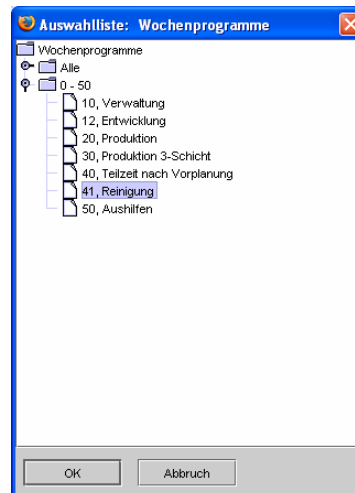 Auswahlliste: Wochenprogramme
Wochenprogramme
Alle
0 - 50
10, Verwaltung
12, Entwicklung
20, Produktion
30, Produktion 3-Schicht
40, Teilzeit nach Vorplanung
41, Reinigung
50, Aushilfen
OK
Abbruch